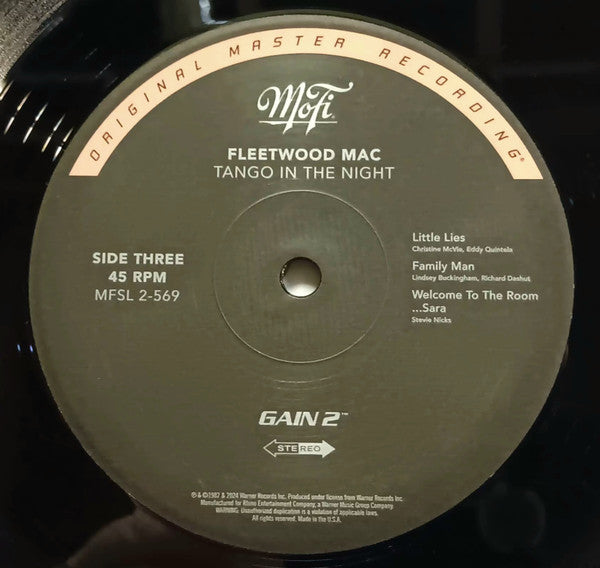 ORIGINAL MASTER RECORDING®
MoFi
FLEETWOOD MAC
TANGO IN THE NIGHT
SIDE THREE
45 RPM
MFSL 2-569
Little Lies
Christine McVie, Eddy Quintela
Family Man
Lindsey Buckingham, Richard Dashut
Welcome To The Room
...Sara
Stevie Nicks
GAIN 2™
STEREO
℗ & ©1987 & 2024 Warner Records Inc. Produced under license from Warner Records Inc.
Manufactured for Rhino Entertainment Company, a Warner Music Group Company.
WARNING: Unauthorized duplication is a violation of applicable laws.
All rights reserved. Made in the U.S.A.